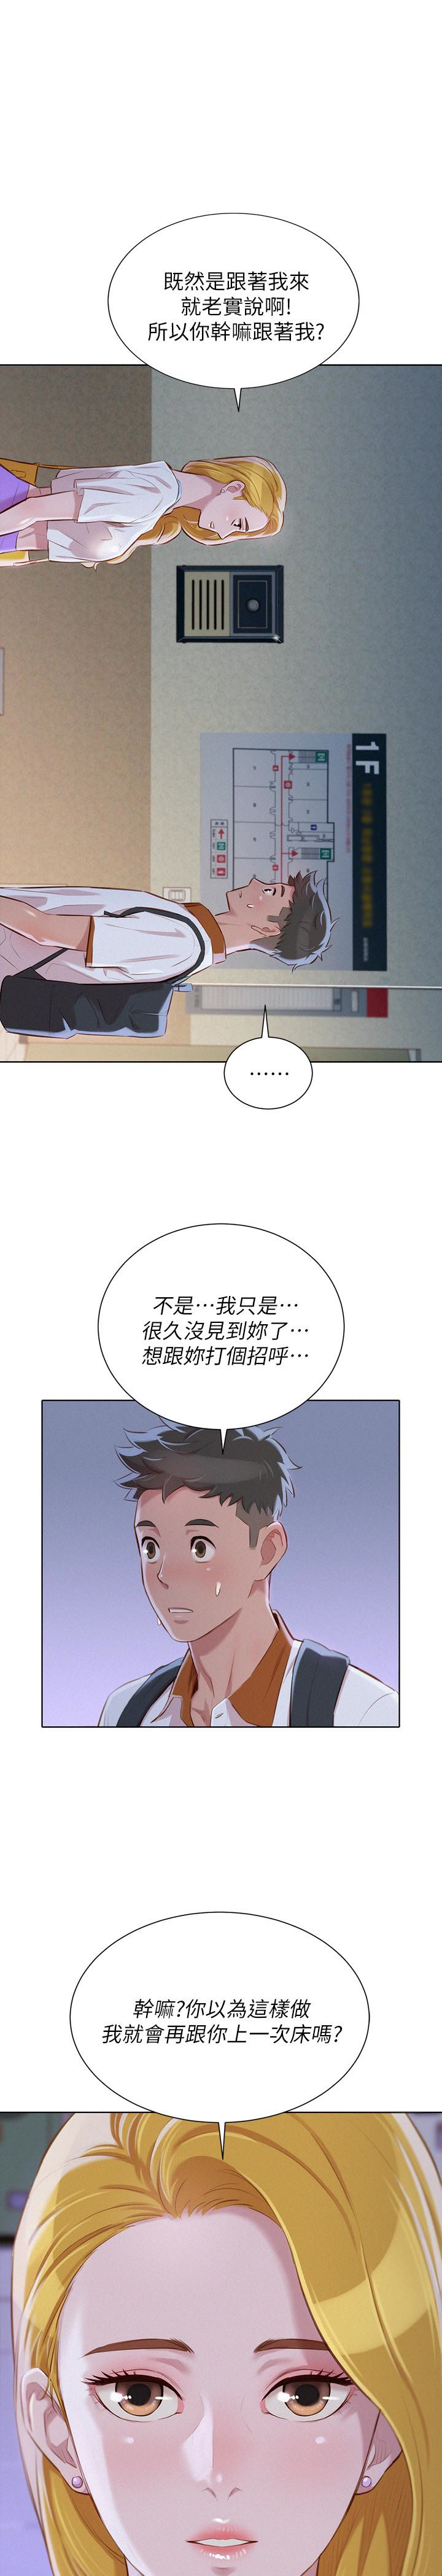 既然是跟著我來
就老實說啊!
所以你幹嘛跟著我?
1F
……
不是…我只是…
很久沒見到妳了…
想跟妳打個招呼…
幹嘛?你以為這樣做
我就會再跟你上一次床嗎?